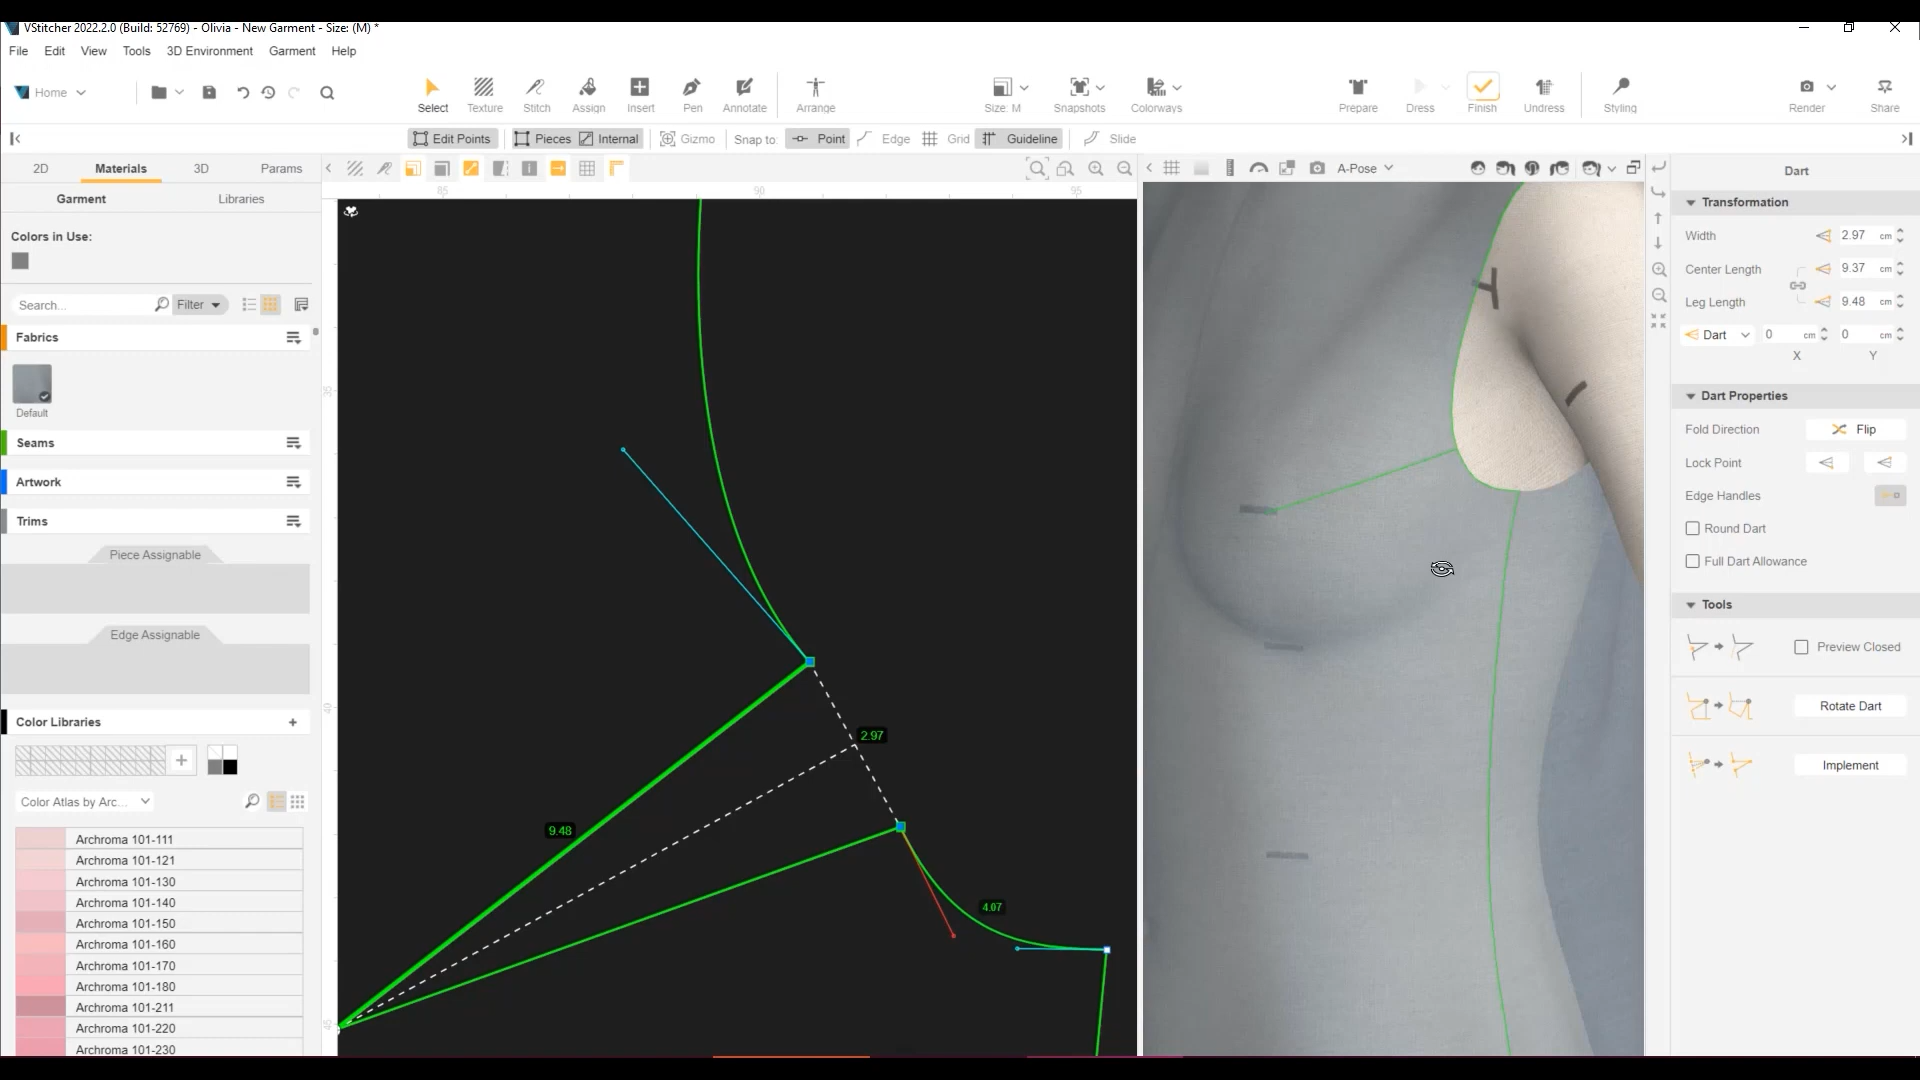 VStitcher 2022.2.0 (Build: 52769) - Olivia - New Garment - Size: (M) *
File Edit View Tools 3D Environment Garment Help
Home
Select Texture Stitch Assign Insert Pen Annotate Arrange Size: M Snapshots Colorways Prepare Dress Finish Undress Styling Render Share
Edit Points Pieces Internal Gizmo Snap to: Point Edge Grid Guideline Slide
2D Materials 3D Params
A-Pose
Dart
85 90 95
Garment Libraries
Colors in Use:
Search... Filter
Fabrics
Default
Seams
Artwork
Trims
Piece Assignable
Edge Assignable
Color Libraries
Color Atlas by Arc...
Archroma 101-111
Archroma 101-121
Archroma 101-130
Archroma 101-140
Archroma 101-150
Archroma 101-160
Archroma 101-170
Archroma 101-180
Archroma 101-211
Archroma 101-220
Archroma 101-230
35
40
45
2.97
9.48
4.07
Transformation
Width 2.97 cm
Center Length 9.37 cm
Leg Length 9.48 cm
Dart 0 cm 0 cm
X Y
Dart Properties
Fold Direction Flip
Lock Point
Edge Handles
Round Dart
Full Dart Allowance
Tools
Preview Closed
Rotate Dart
Implement